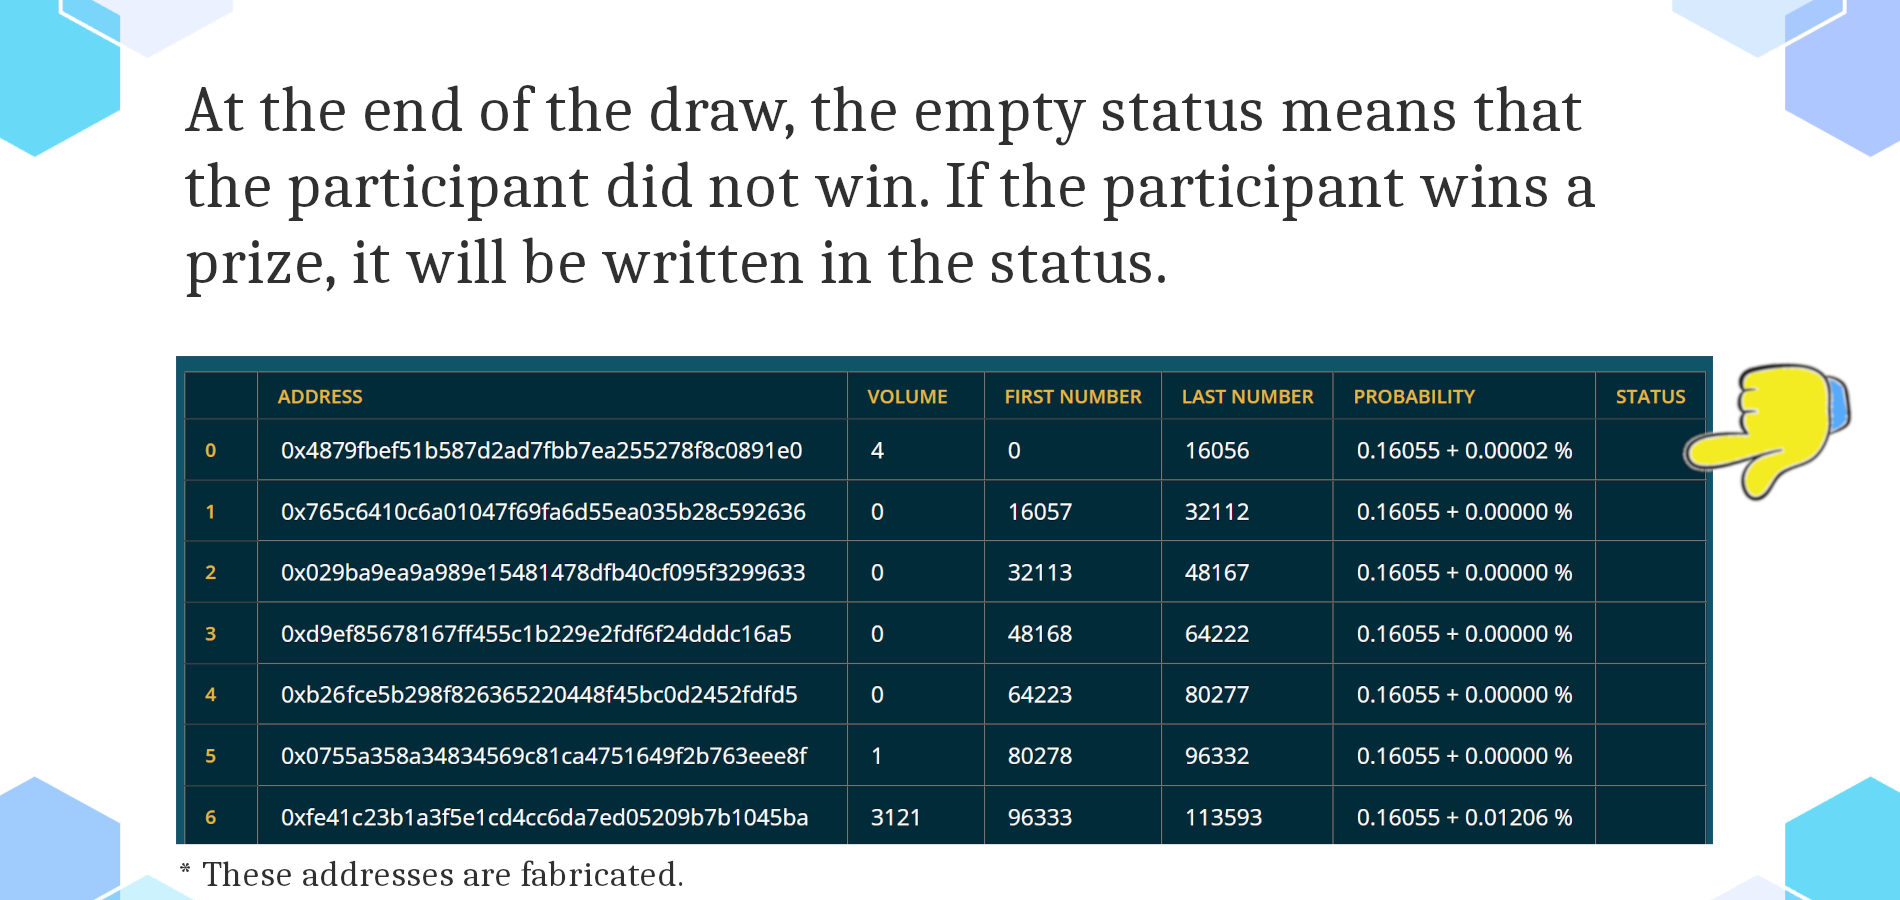 At the end of the draw, the empty status means that
the participant did not win. If the participant wins a
prize, it will be written in the status.
ADDRESS VOLUME FIRST NUMBER LAST NUMBER PROBABILITY STATUS
0 0x4879fbef51b587d2ad7fbb7ea255278f8c0891e0 4 0 16056 0.16055 + 0.00002 %
1 0x765c6410c6a01047f69fa6d55ea035b28c592636 0 16057 32112 0.16055 + 0.00000 %
2 0x029ba9ea9a989e15481478dfb40cf095f3299633 0 32113 48167 0.16055 + 0.00000 %
3 0xd9ef85678167ff455c1b229e2fdf6f24dddc16a5 0 48168 64222 0.16055 + 0.00000 %
4 0xb26fce5b298f826365220448f45bc0d2452fdfd5 0 64223 80277 0.16055 + 0.00000 %
5 0x0755a358a34834569c81ca4751649f2b763eee8f 1 80278 96332 0.16055 + 0.00000 %
6 0xfe41c23b1a3f5e1cd4cc6da7ed05209b7b1045ba 3121 96333 113593 0.16055 + 0.01206 %
* These addresses are fabricated.